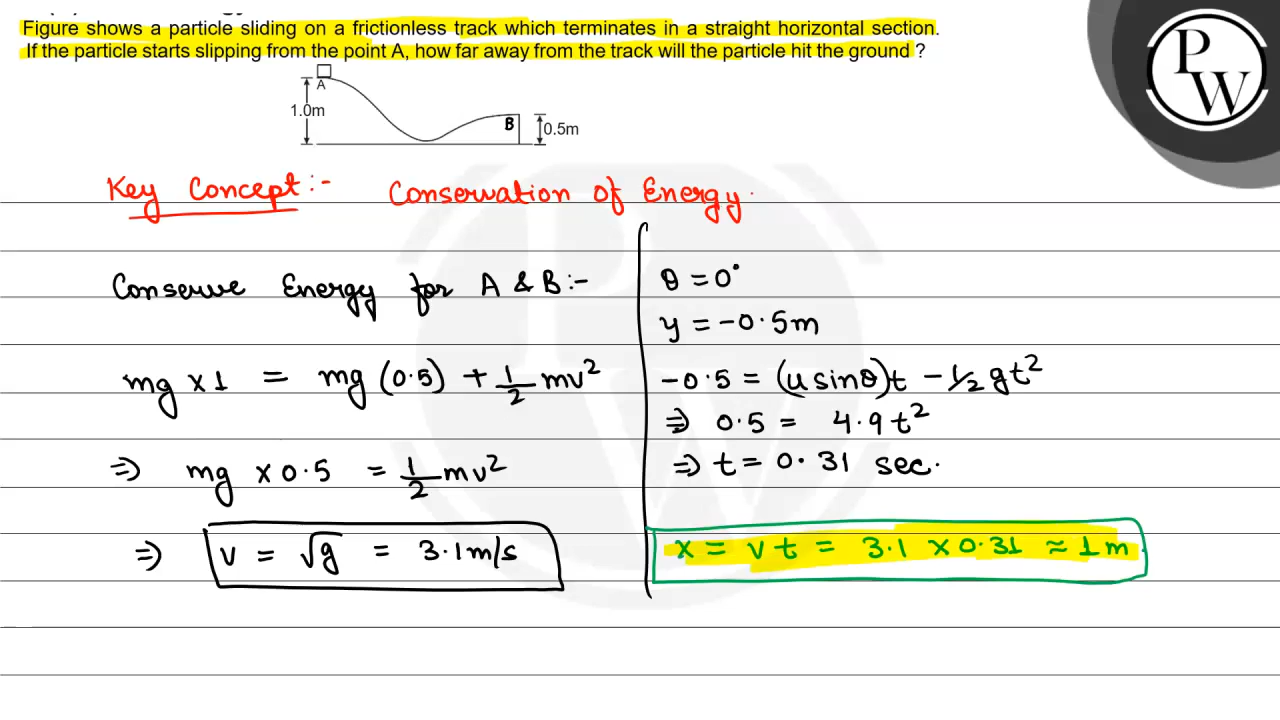 Figure shows a particle sliding on a frictionless track which terminates in a straight horizontal section.
If the particle starts slipping from the point A, how far away from the track will the particle hit the ground ?
A
1.0m
B
0.5m
PW
Key Concept:- Conservation of Energy.
Conserve Energy for A & B:-
mg × 1 = mg (0.5) + 1/2 mv²
⇒ mg × 0.5 = 1/2 mv²
⇒ v = √g = 3.1 m/s
θ = 0°
y = -0.5m
-0.5 = (u sinθ)t - 1/2 gt²
⇒ 0.5 = 4.9t²
⇒ t = 0.31 sec.
x = vt = 3.1 × 0.31 ≈ 1m